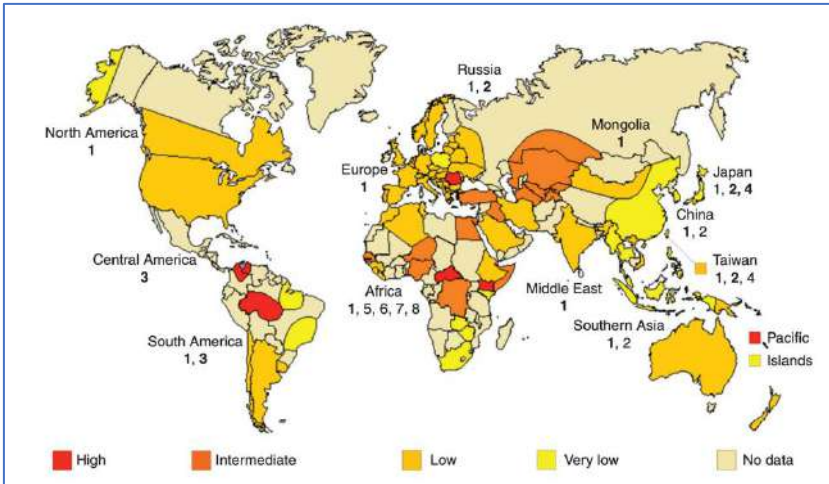 Russia
1, 2
North America
1
Mongolia
1
Europe
1
Japan
1, 2, 4
China
1, 2
Central America
3
Taiwan
1, 2, 4
Africa
1, 5, 6, 7, 8
Middle East
1
South America
1, 3
Southern Asia
1, 2
Pacific
Islands
High
Intermediate
Low
Very low
No data